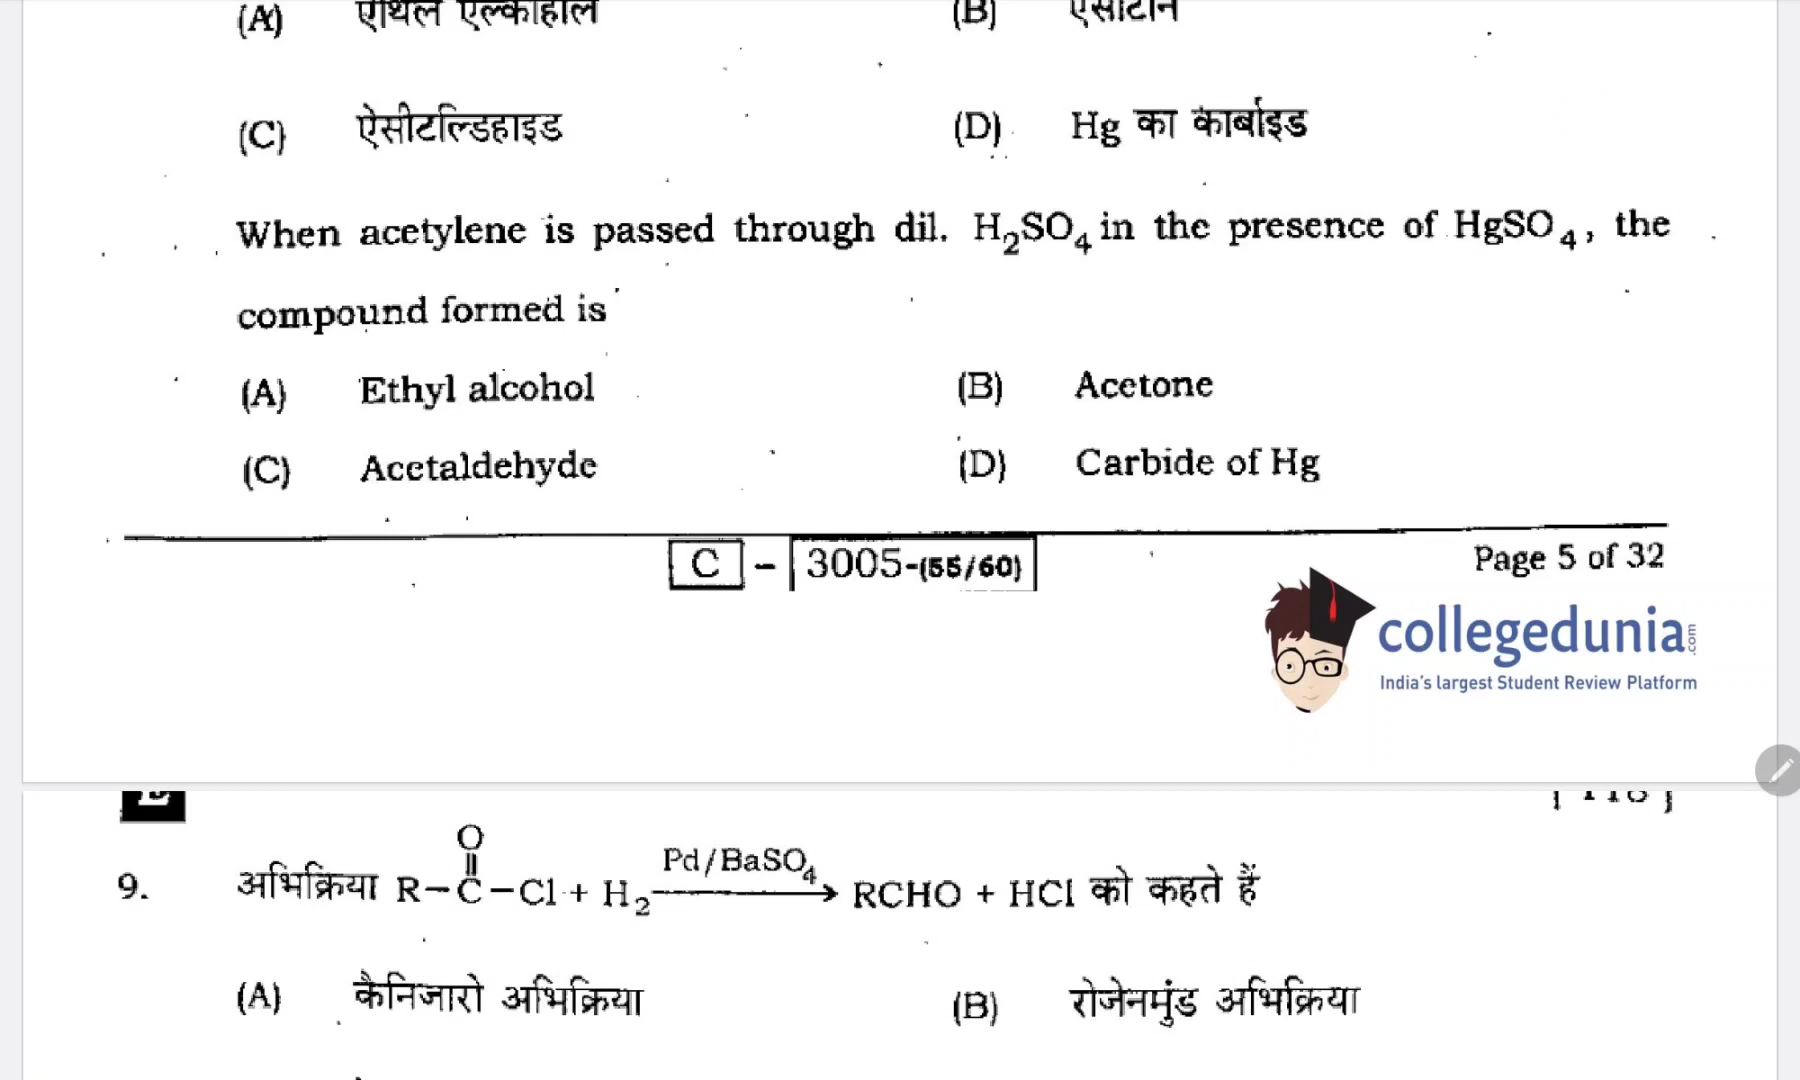 (A) एथिल एल्कोहॉल (B) एसीटोन
(C) ऐसीटल्डिहाइड (D) Hg का कार्बाइड
When acetylene is passed through dil. H₂SO₄ in the presence of HgSO₄, the
compound formed is
(A) Ethyl alcohol (B) Acetone
(C) Acetaldehyde (D) Carbide of Hg
C - 3005-(55/60) Page 5 of 32
collegedunia.com
India's largest Student Review Platform
O
Pd/BaSO₄
9. अभिक्रिया R-C-Cl + H₂ → RCHO + HCl को कहते हैं
(A) कैनिजारो अभिक्रिया (B) रोजेनमुंड अभिक्रिया